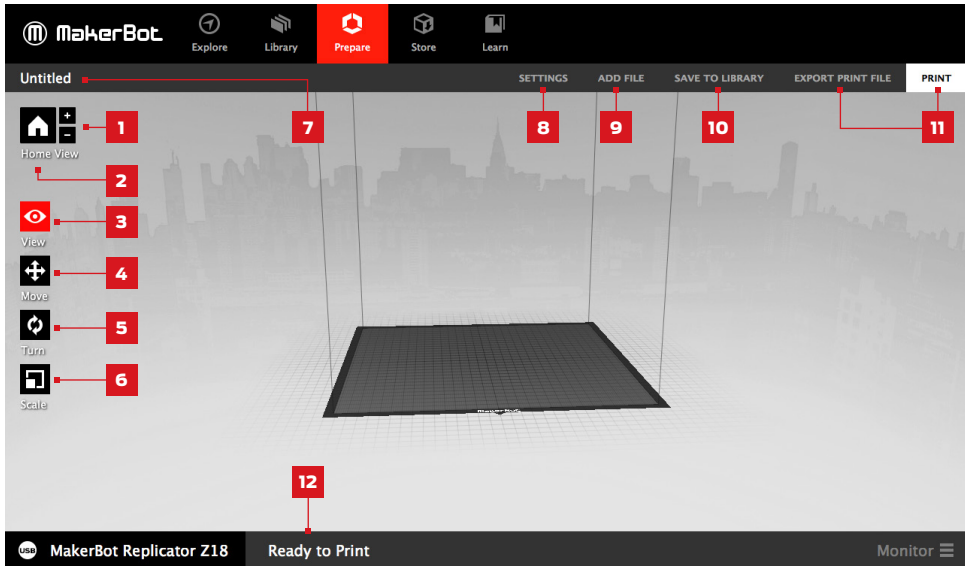 MakerBot
Explore
Library
Prepare
Store
Learn
Untitled
SETTINGS
ADD FILE
SAVE TO LIBRARY
EXPORT PRINT FILE
PRINT
+
-
1
7
8
9
10
11
Home View
2
3
View
4
Move
5
Turn
6
Scale
MakerBot
12
USB
MakerBot Replicator Z18
Ready to Print
Monitor